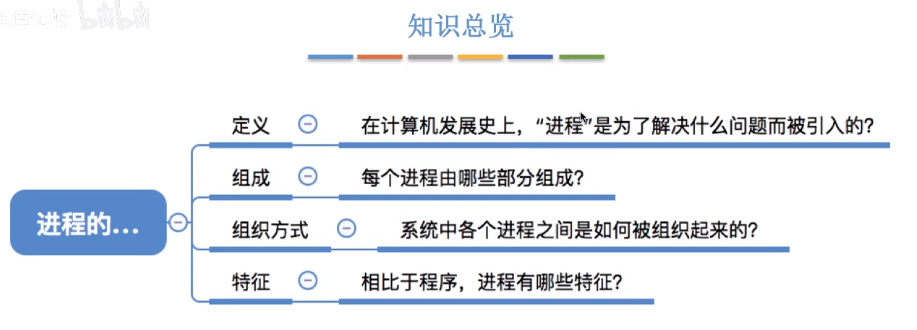 bilibili
知识总览
定义
在计算机发展史上，“进程”是为了解决什么问题而被引入的？
组成
每个进程由哪些部分组成？
进程的...
组织方式
系统中各个进程之间是如何被组织起来的？
特征
相比于程序，进程有哪些特征？